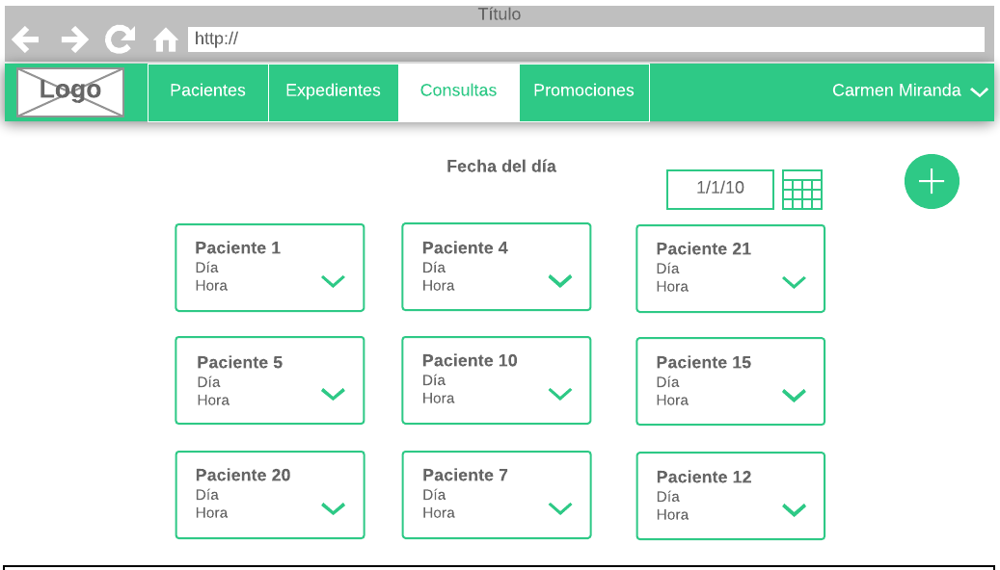 Título
http://
Logo
Pacientes
Expedientes
Consultas
Promociones
Carmen Miranda
Fecha del día
1/1/10
Paciente 1
Día
Hora
Paciente 4
Día
Hora
Paciente 21
Día
Hora
Paciente 5
Día
Hora
Paciente 10
Día
Hora
Paciente 15
Día
Hora
Paciente 20
Día
Hora
Paciente 7
Día
Hora
Paciente 12
Día
Hora